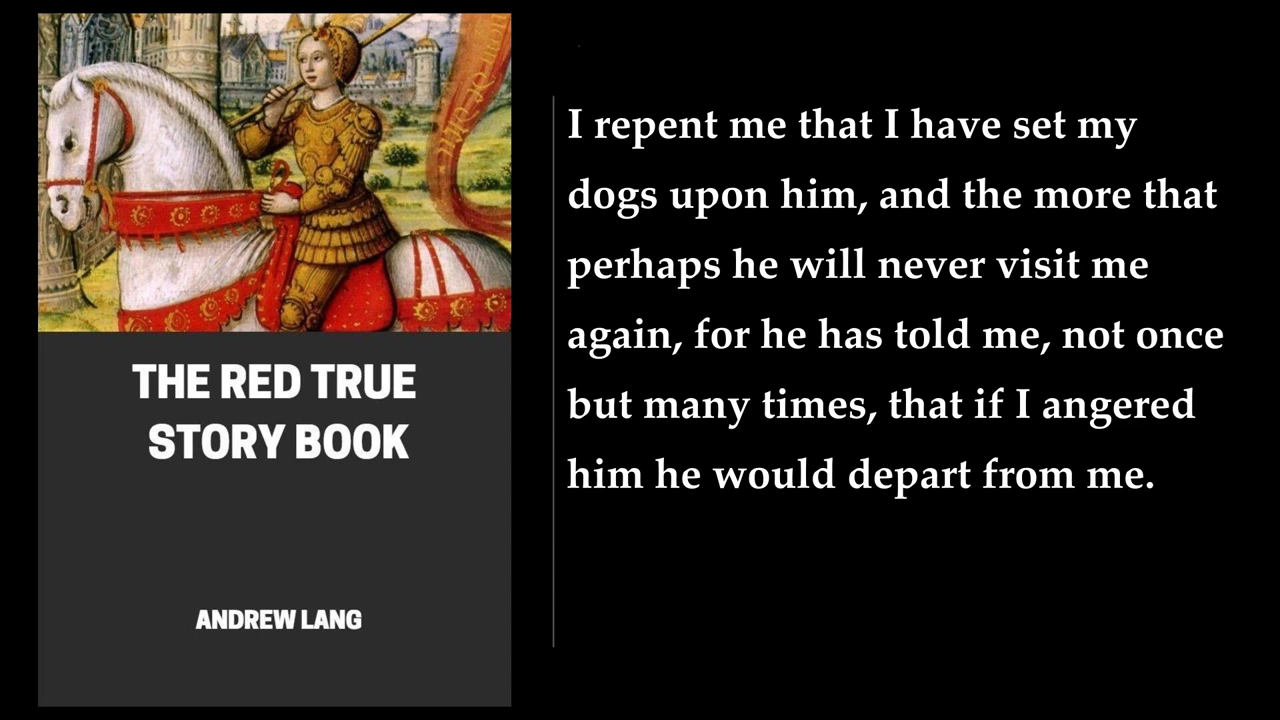 THE RED TRUE
STORY BOOK
ANDREW LANG
I repent me that I have set my
dogs upon him, and the more that
perhaps he will never visit me
again, for he has told me, not once
but many times, that if I angered
him he would depart from me.